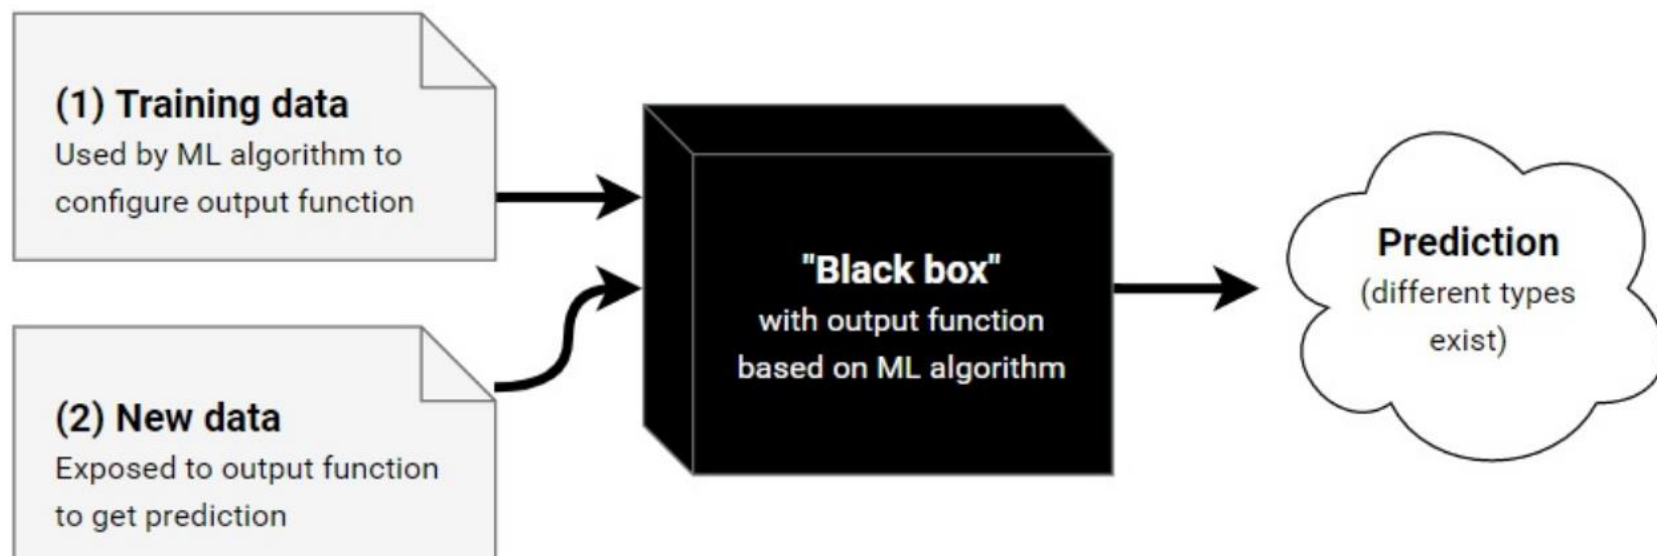 (1) Training data
Used by ML algorithm to
configure output function
(2) New data
Exposed to output function
to get prediction
"Black box"
with output function
based on ML algorithm
Prediction
(different types
exist)